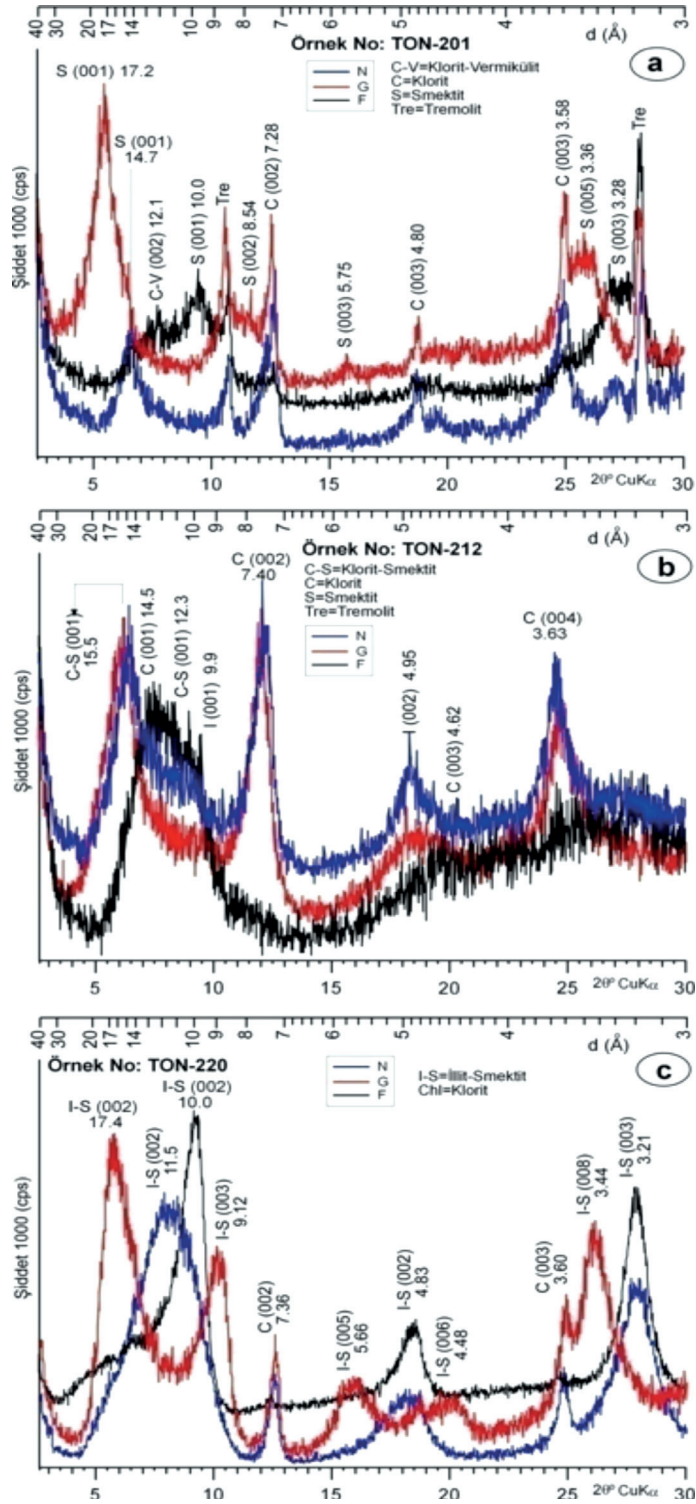 40 30 20 17 14 12 10 9 8 7 6 5 4 d (Å) 3
Örnek No: TON-201
a
N
G
F
C-V=Klorit-Vermikülit
C=Klorit
S=Smektit
Tre=Tremolit
S (001) 17.2
S (001)
14.7
C-V (002) 12.1
S (001) 10.0
Tre
S (002) 8.54
C (002) 7.28
S (003) 5.75
C (003) 4.80
C (003) 3.58
S (005) 3.36
S (003) 3.28
Tre
Şiddet 1000 (cps)
5 10 15 20 25 2θ° CuKα 30
40 30 20 17 14 12 10 9 8 7 6 5 4 d (Å) 3
Örnek No: TON-212
b
C-S=Klorit-Smektit
C=Klorit
S=Smektit
Tre=Tremolit
N
G
F
C-S (001)
15.5
C (001) 14.5
C-S (001) 12.3
I (001) 9.9
C (002)
7.40
I (002) 4.95
C (003) 4.62
C (004)
3.63
Şiddet 1000 (cps)
5 10 15 20 25 2θ° CuKα 30
40 30 20 17 14 12 10 9 8 7 6 5 4 d (Å) 3
Örnek No: TON-220
c
N
G
F
I-S=İllit-Smektit
Chl=Klorit
I-S (002)
17.4
I-S (002)
11.5
I-S (002)
10.0
I-S (003)
9.12
C (002)
7.36
I-S (005)
5.66
I-S (002)
4.83
I-S (006)
4.48
C (003)
3.60
I-S (008)
3.44
I-S (003)
3.21
Şiddet 1000 (cps)
5 10 15 20 25 2θ° CuKα 30